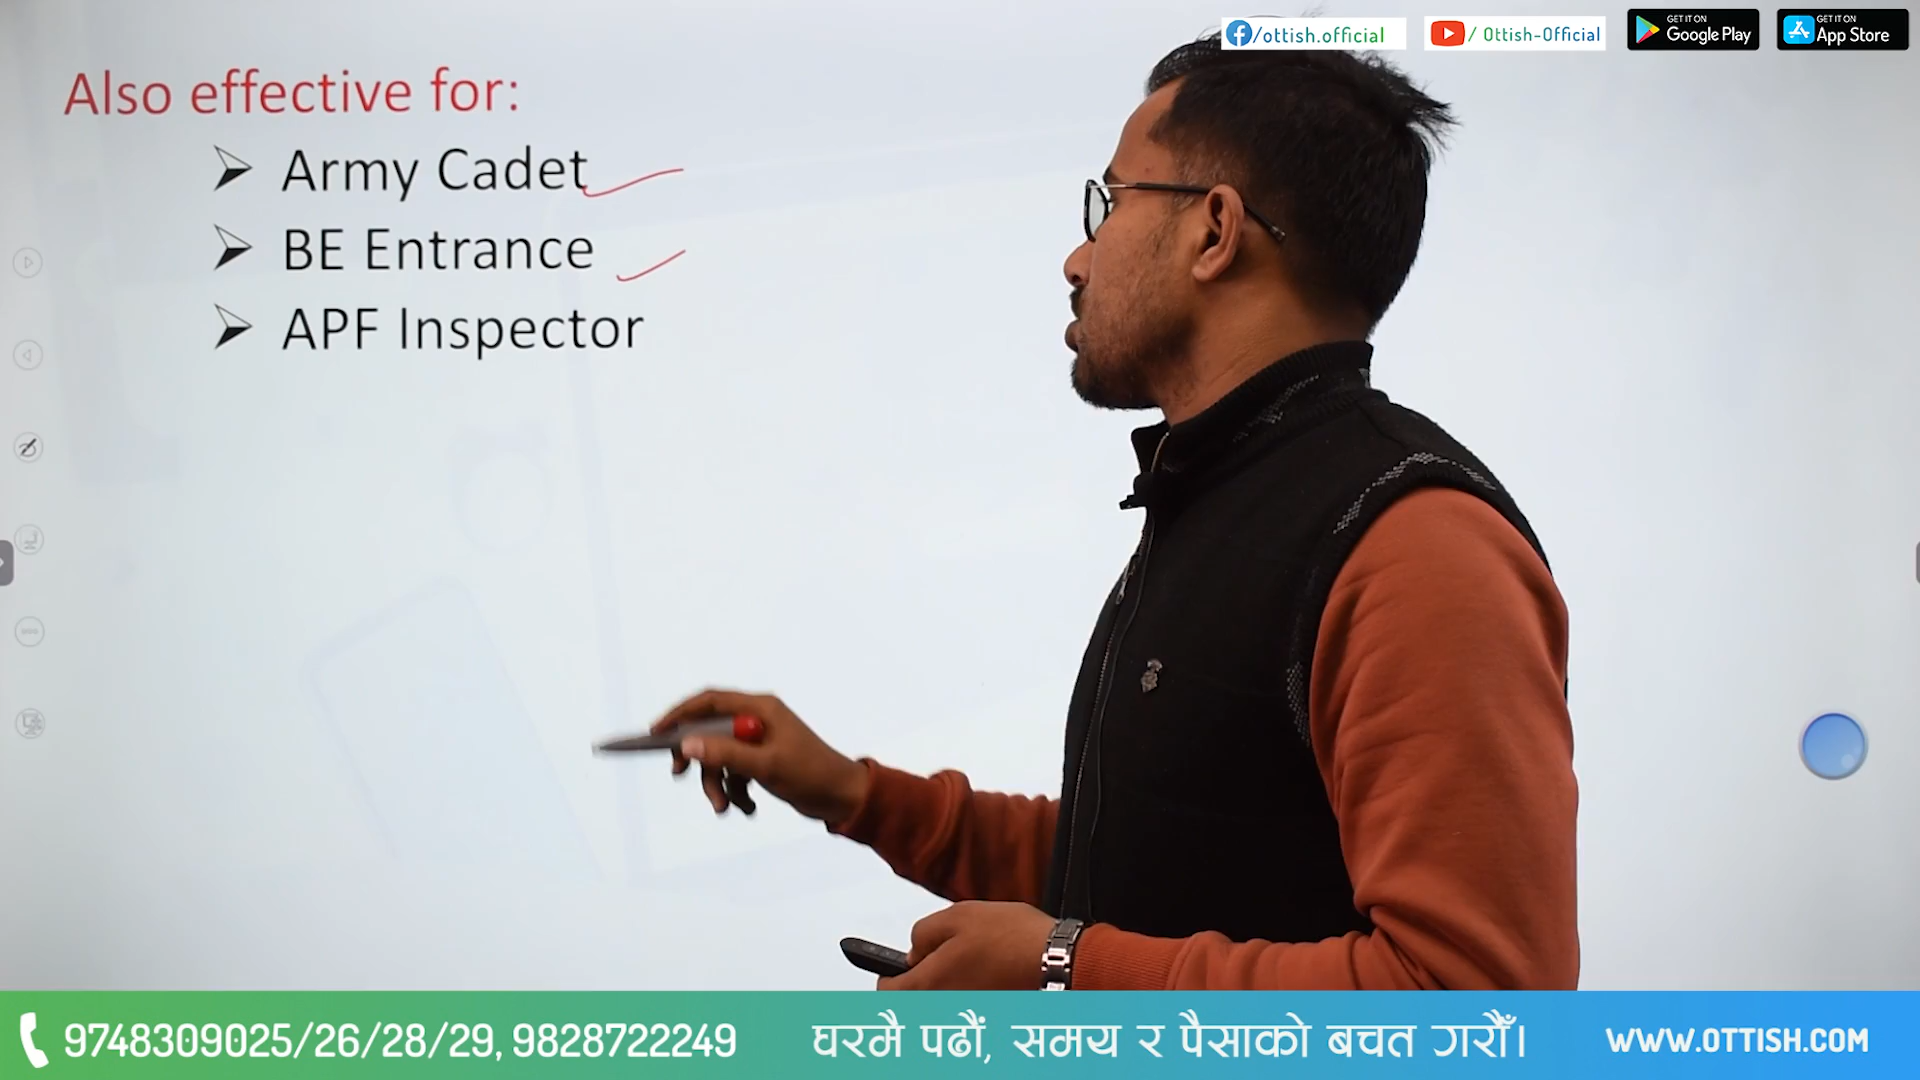 /ottish.official
/ Ottish-Official
GET IT ON
Google Play
GET IT ON
App Store
Also effective for:
➢ Army Cadet
➢ BE Entrance
➢ APF Inspector
9748309025/26/28/29, 9828722249
घरमै पढौं, समय र पैसाको बचत गरौँ।
WWW.OTTISH.COM